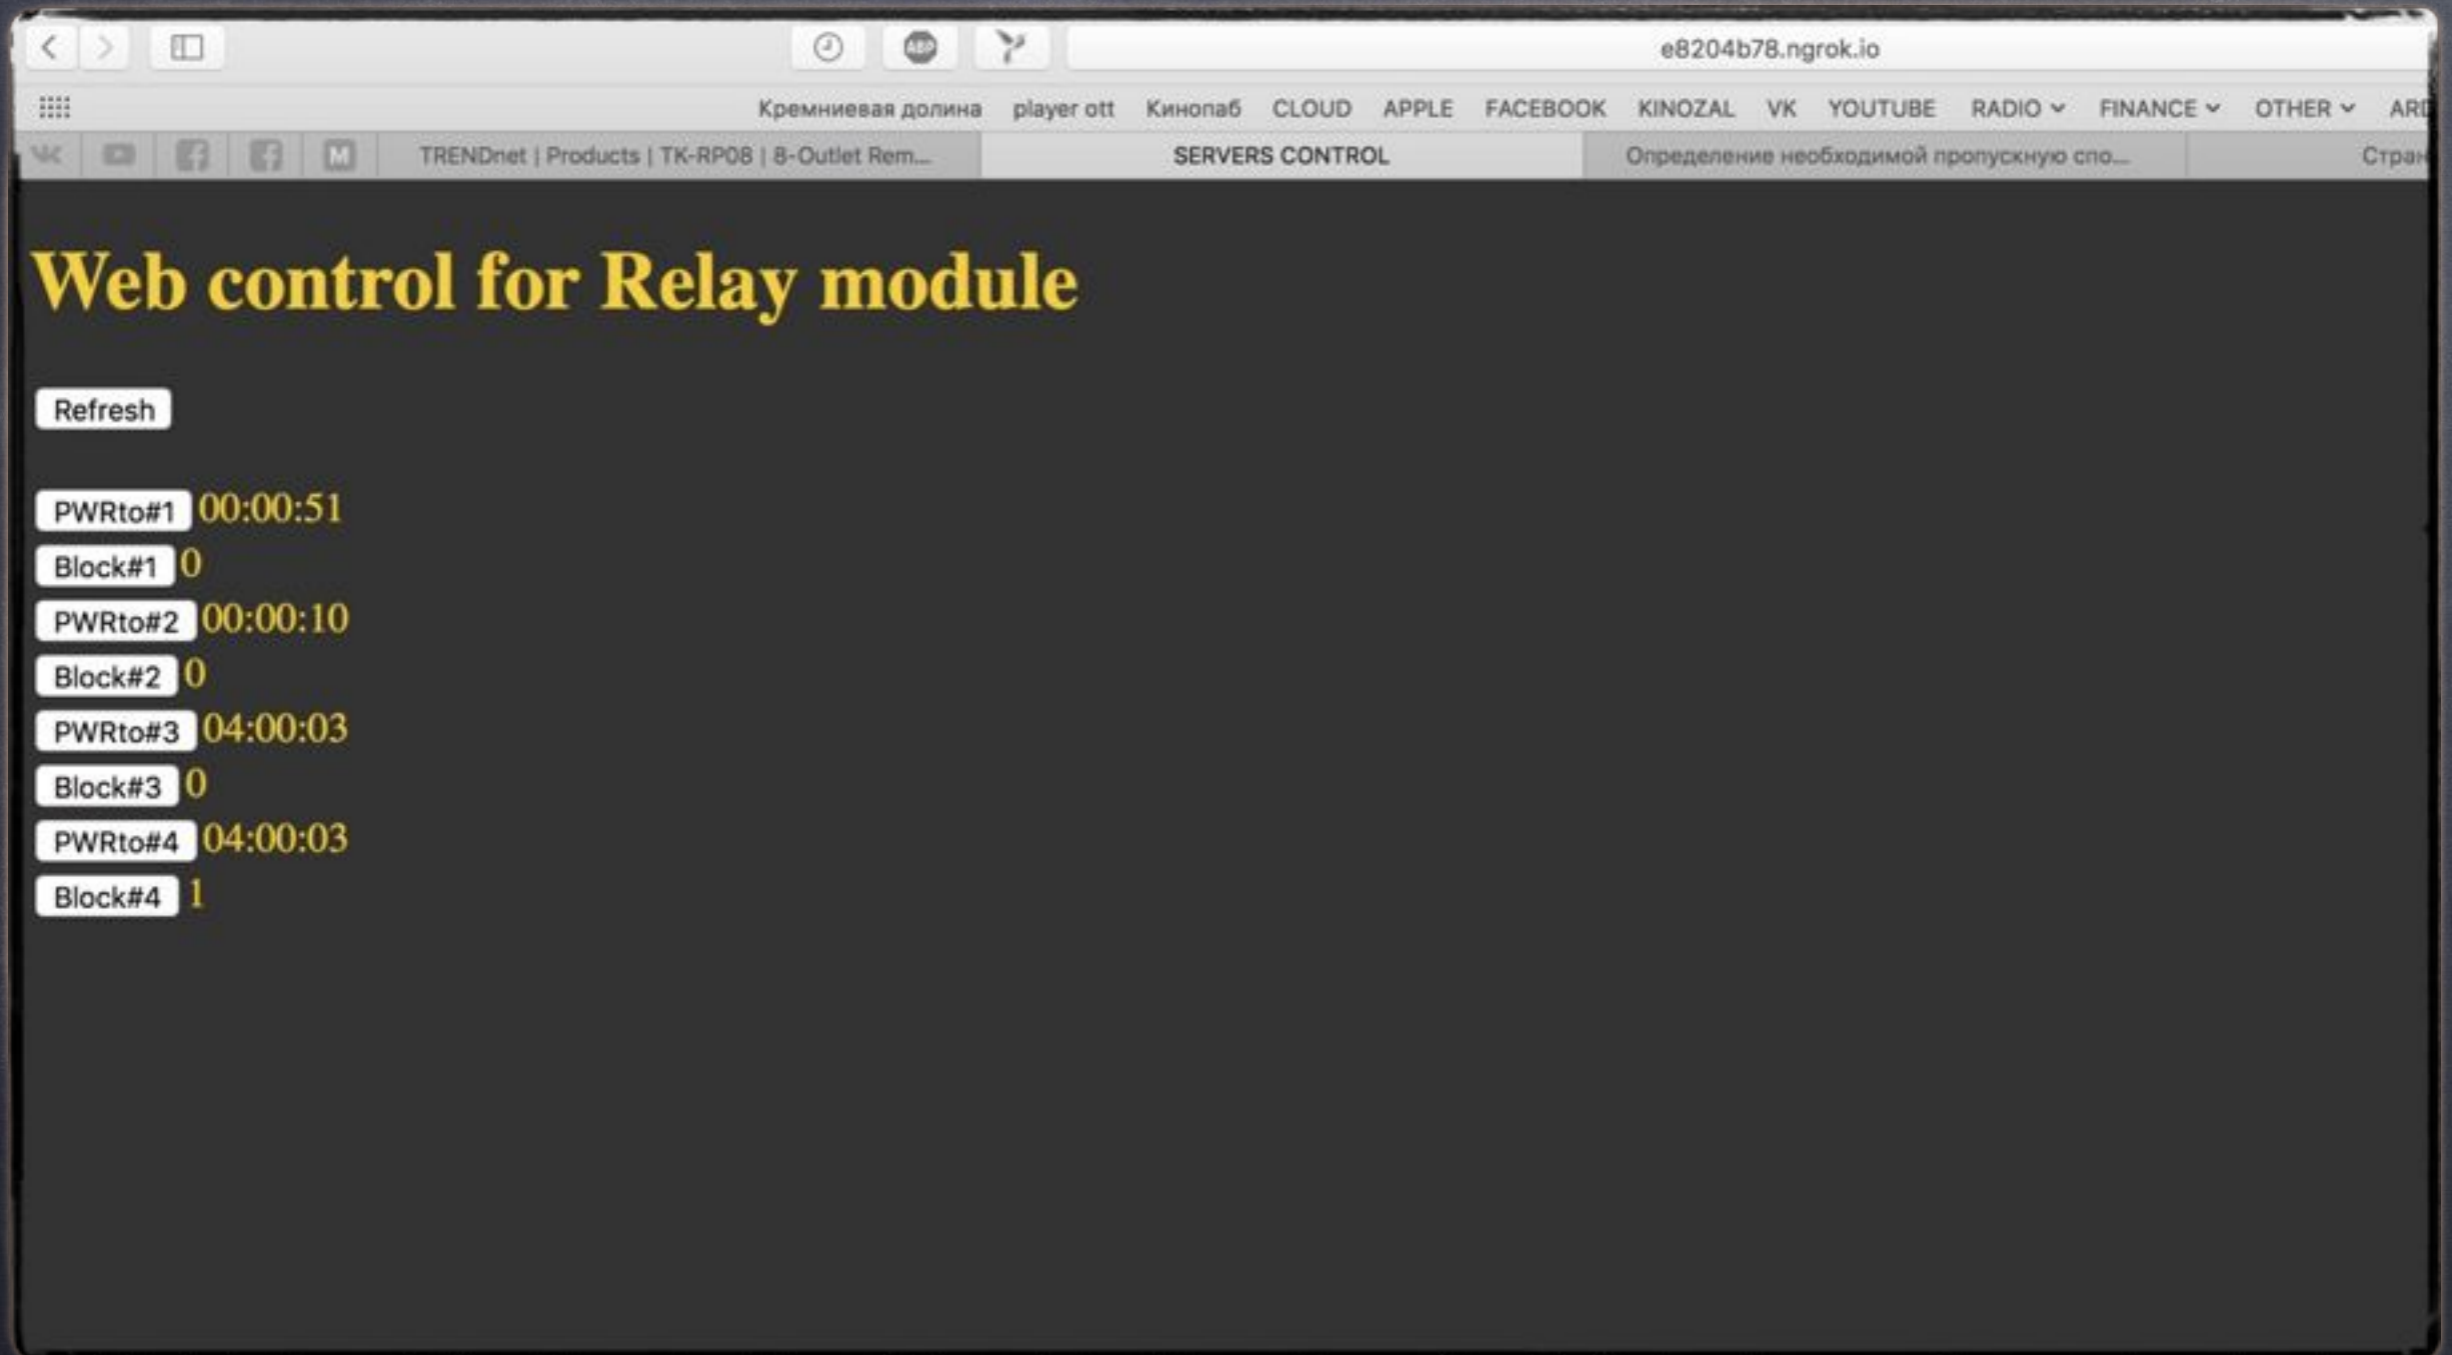 ABP
e8204b78.ngrok.io
Кремниевая долина player ott Кинопаб CLOUD APPLE FACEBOOK KINOZAL VK YOUTUBE RADIO FINANCE OTHER ARD
M TRENDnet | Products | TK-RP08 | 8-Outlet Rem... SERVERS CONTROL Определение необходимой пропускную спо... Стран
Web control for Relay module
Refresh
PWRto#1 00:00:51
Block#1 0
PWRto#2 00:00:10
Block#2 0
PWRto#3 04:00:03
Block#3 0
PWRto#4 04:00:03
Block#4 1